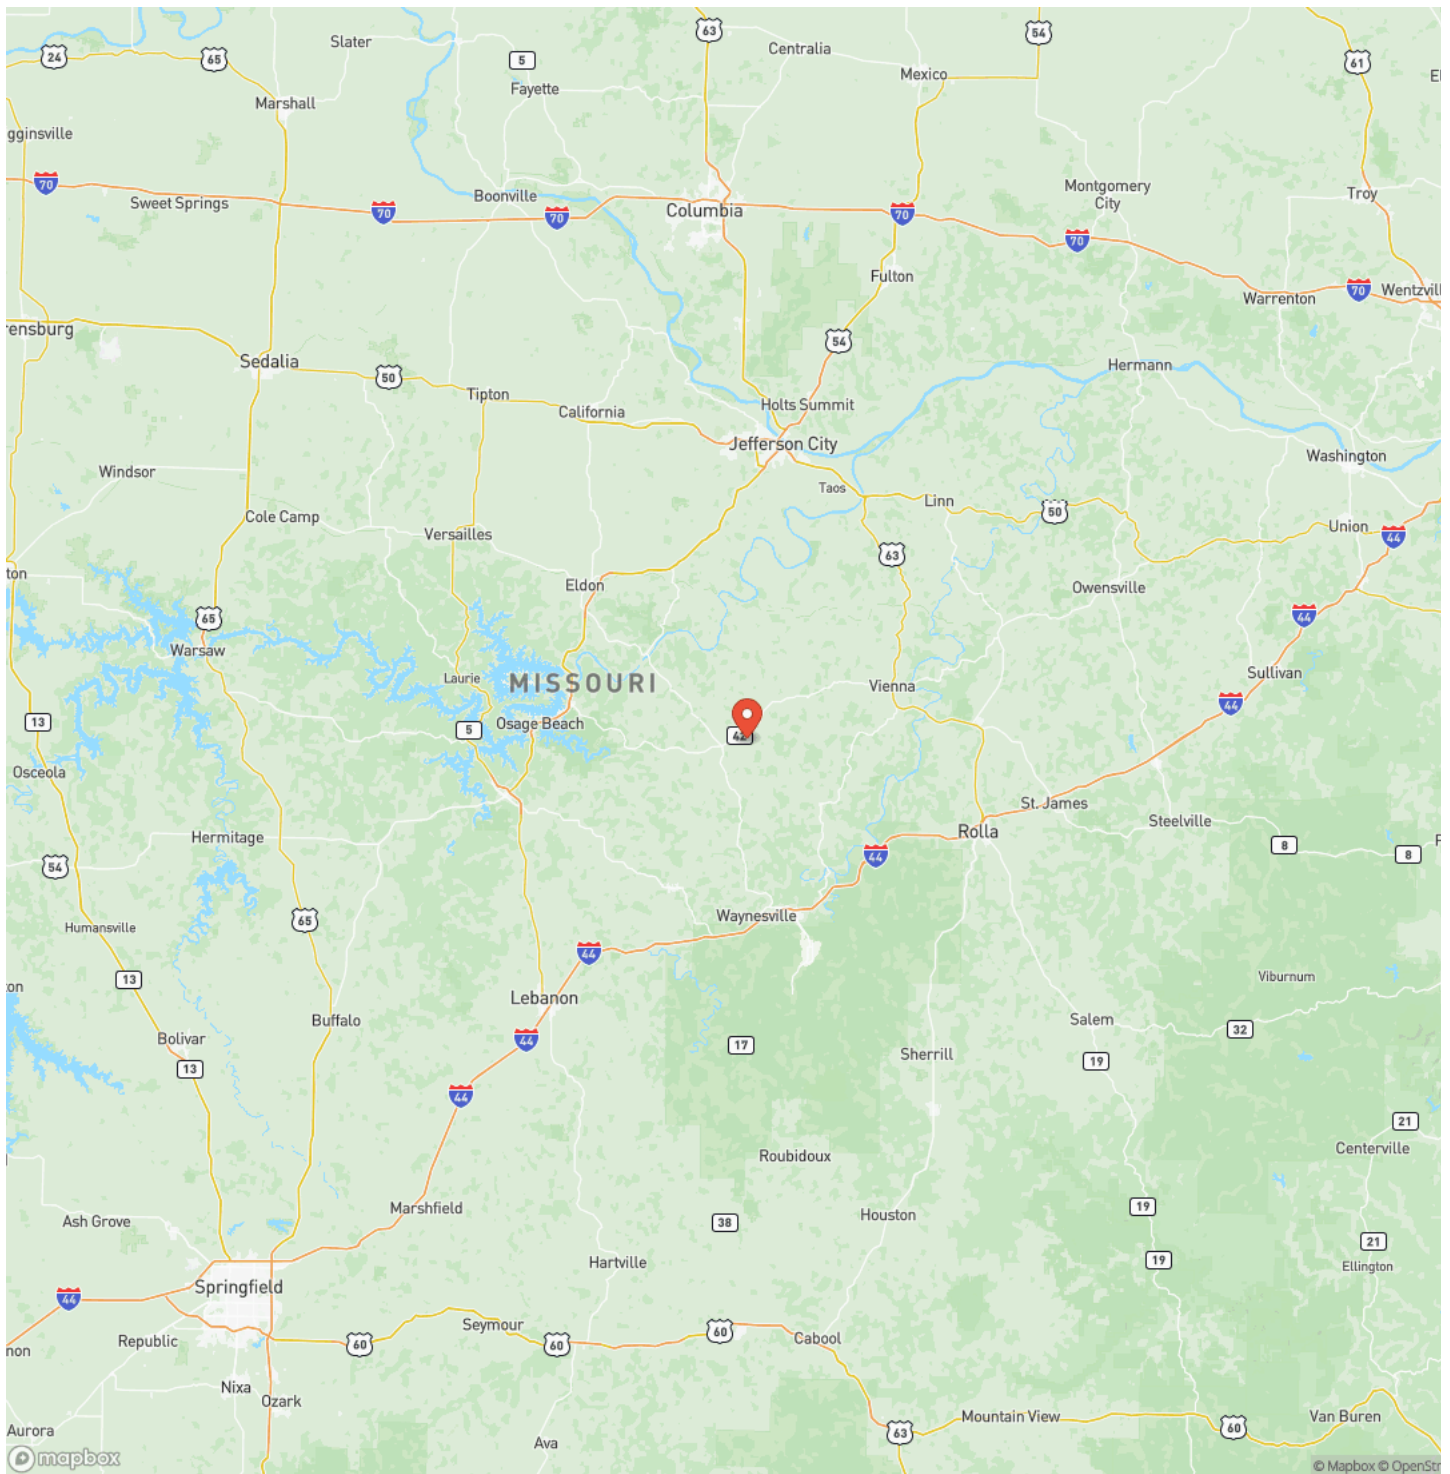 63
54
Slater
Centralia
24
65
5
61
Mexico
Fayette
Marshall
gginsville
70
Sweet Springs
70
Boonville
70
Columbia
70
Montgomery
City
Troy
70
Fulton
70
Wentzvil
Warrenton
rensburg
54
Sedalia
50
Hermann
Tipton
California
Holts Summit
Jefferson City
Washington
Windsor
Taos
Linn
50
Cole Camp
Versailles
Union
44
63
ton
Eldon
Owensville
65
44
Warsaw
Laurie
MISSOURI
Vienna
Sullivan
44
13
5
Osage Beach
42
Osceola
St. James
Hermitage
Rolla
Steelville
8
54
44
8
65
Waynesville
Humansville
44
13
Viburnum
con
Lebanon
Buffalo
Salem
32
Bolivar
44
17
Sherrill
19
13
44
21
Roubidoux
Centerville
Marshfield
19
Ash Grove
38
Houston
21
19
Hartville
Ellington
Springfield
44
Seymour
60
Republic
60
60
Cabool
non
Nixa
Ozark
Mountain View
Van Buren
60
Aurora
63
Ava
mapbox
© Mapbox © OpenStr